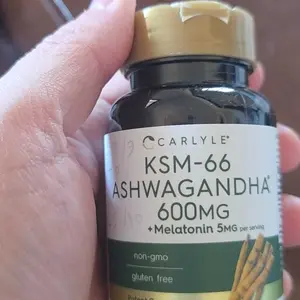 CARLYLE®
KSM-66
ASHWAGANDHA®
600MG
+Melatonin 5MG per serving
non-gmo
gluten free